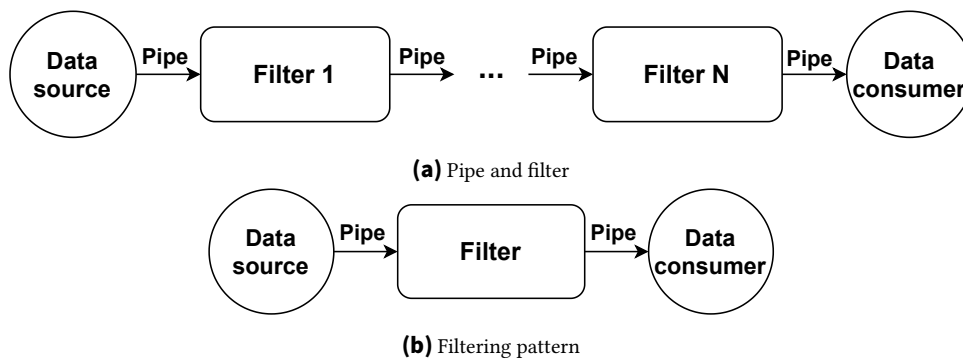 Data source
Pipe
Filter 1
Pipe
...
Pipe
Filter N
Pipe
Data consumer
(a) Pipe and filter
Data source
Pipe
Filter
Pipe
Data consumer
(b) Filtering pattern